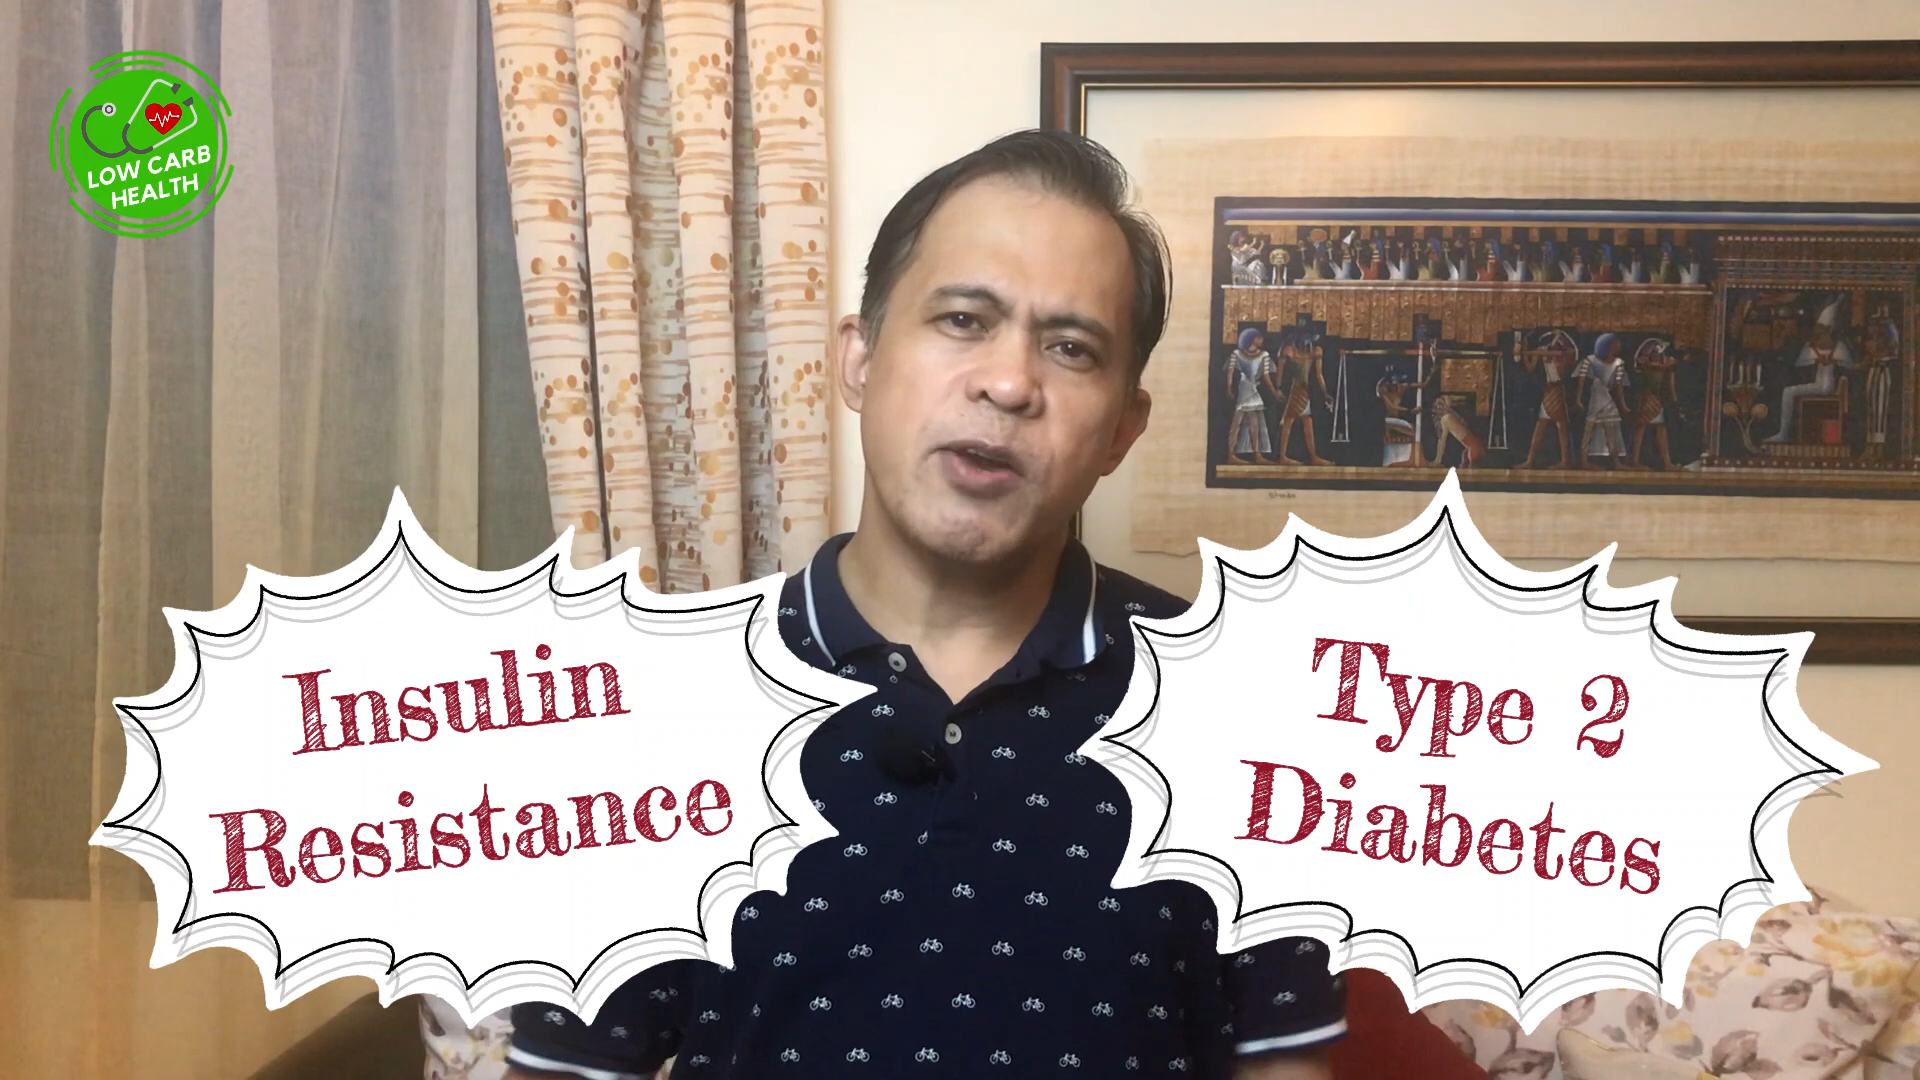 LOW CARB
HEALTH
Insulin
Resistance
Type 2
Diabetes